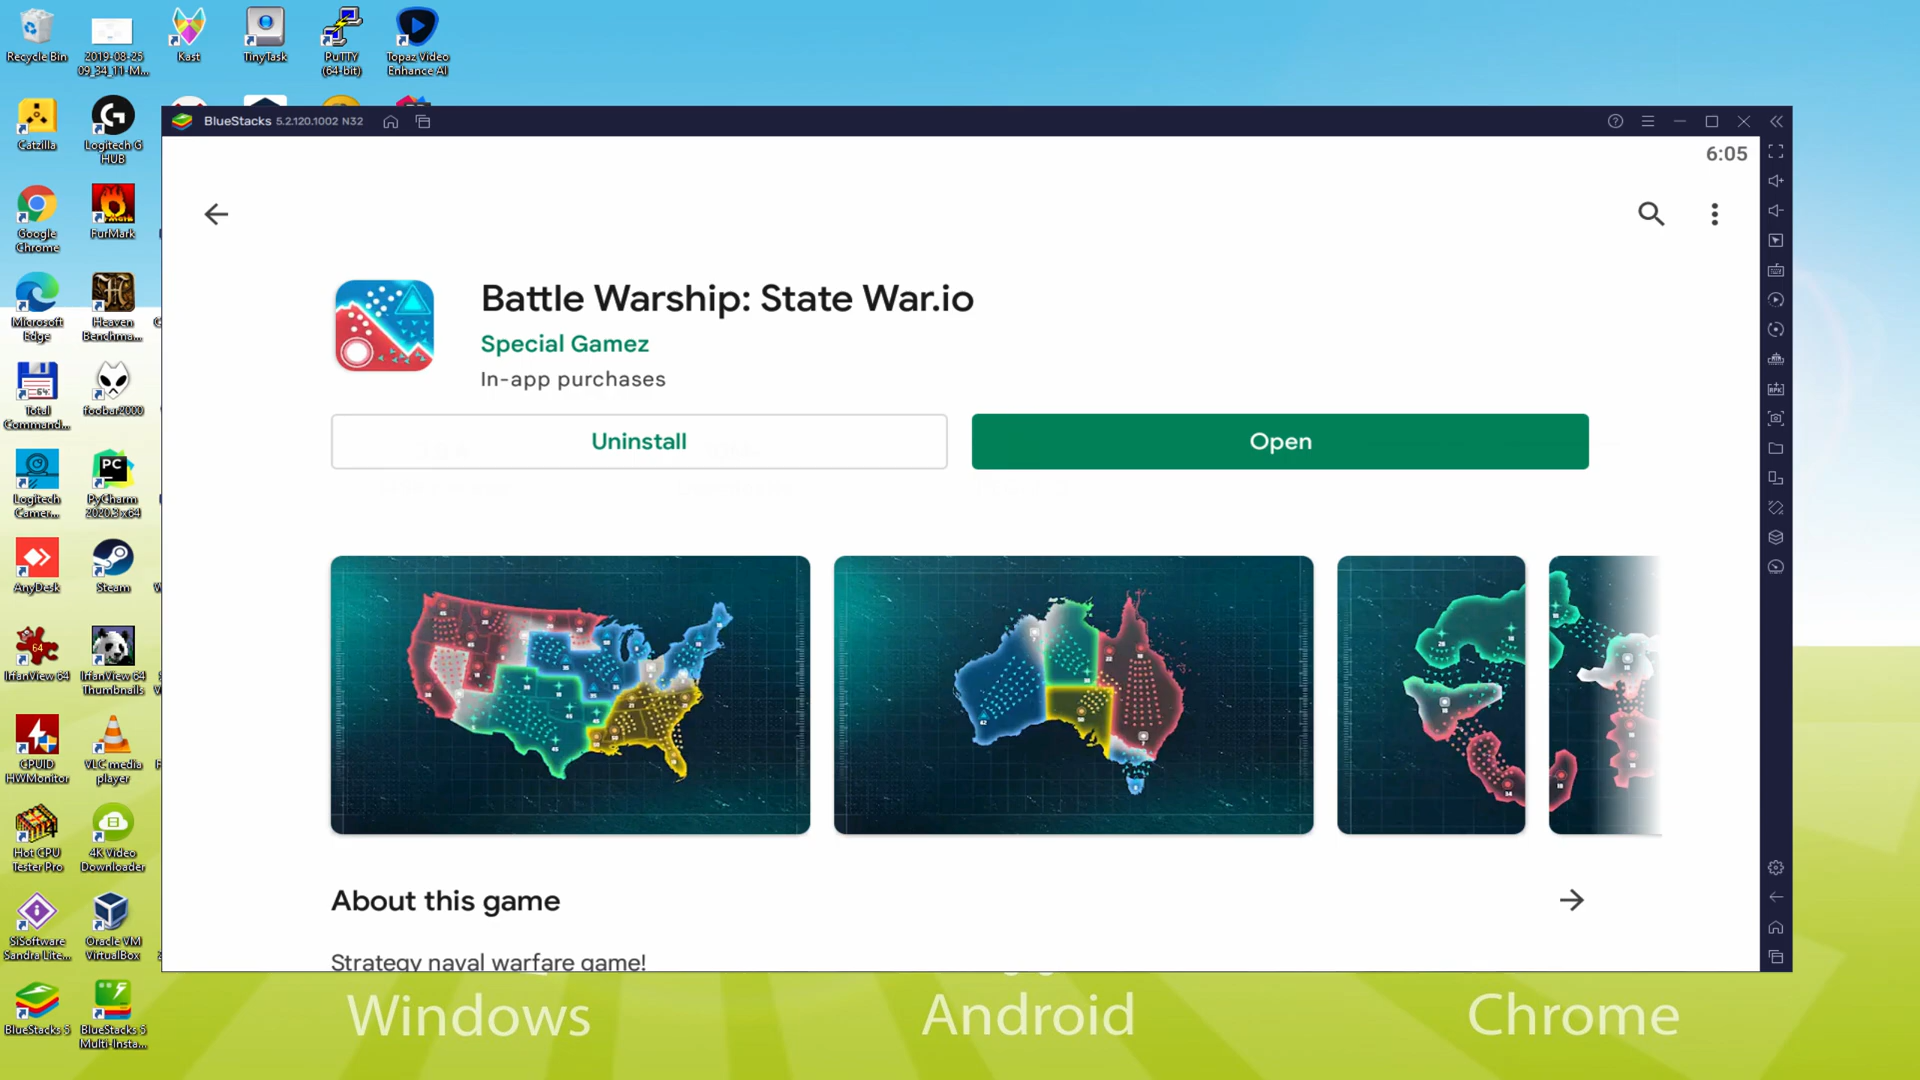 Recycle Bin
2019-08-25
09_34_11-M...
Kast
TinyTask
PuTTY
(64-bit)
Topaz Video
Enhance AI
Catzilla
Logitech G
HUB
Google
Chrome
FurMark
Microsoft
Edge
Heaven
Benchma...
Total
Command...
foobar2000
Logitech
Camer...
PyCharm
2020.3 x64
AnyDesk
Steam
IrfanView 64
IrfanView 64
Thumbnails
CPUID
HWMonitor
VLC media
player
Hot CPU
Tester Pro
4K Video
Downloader
SiSoftware
Sandra Lite...
Oracle VM
VirtualBox
BlueStacks 5
BlueStacks 5
Multi-Insta...
BlueStacks 5.2.120.1002 N32
6:05
Battle Warship: State War.io
Special Gamez
In-app purchases
Uninstall
Open
About this game
Strategy naval warfare game!
Windows
Android
Chrome